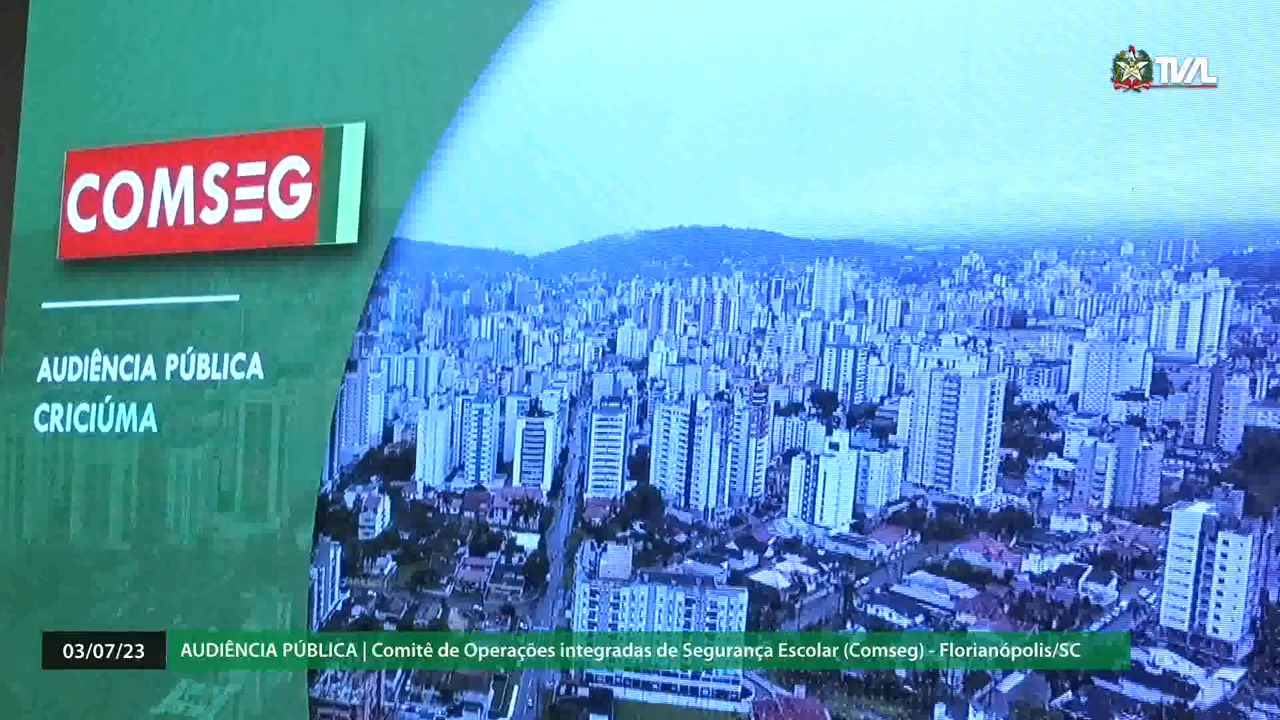 TVAL
COMSEG
AUDIÊNCIA PÚBLICA
CRICIÚMA
03/07/23
AUDIÊNCIA PÚBLICA | Comitê de Operações integradas de Segurança Escolar (Comseg) - Florianópolis/SC